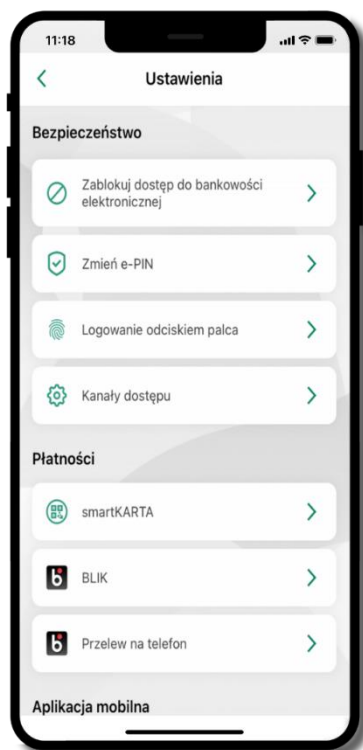 11:18
Ustawienia
Bezpieczeństwo
Zablokuj dostęp do bankowości
elektronicznej
Zmień e-PIN
Logowanie odciskiem palca
Kanały dostępu
Płatności
smartKARTA
BLIK
Przelew na telefon
Aplikacja mobilna